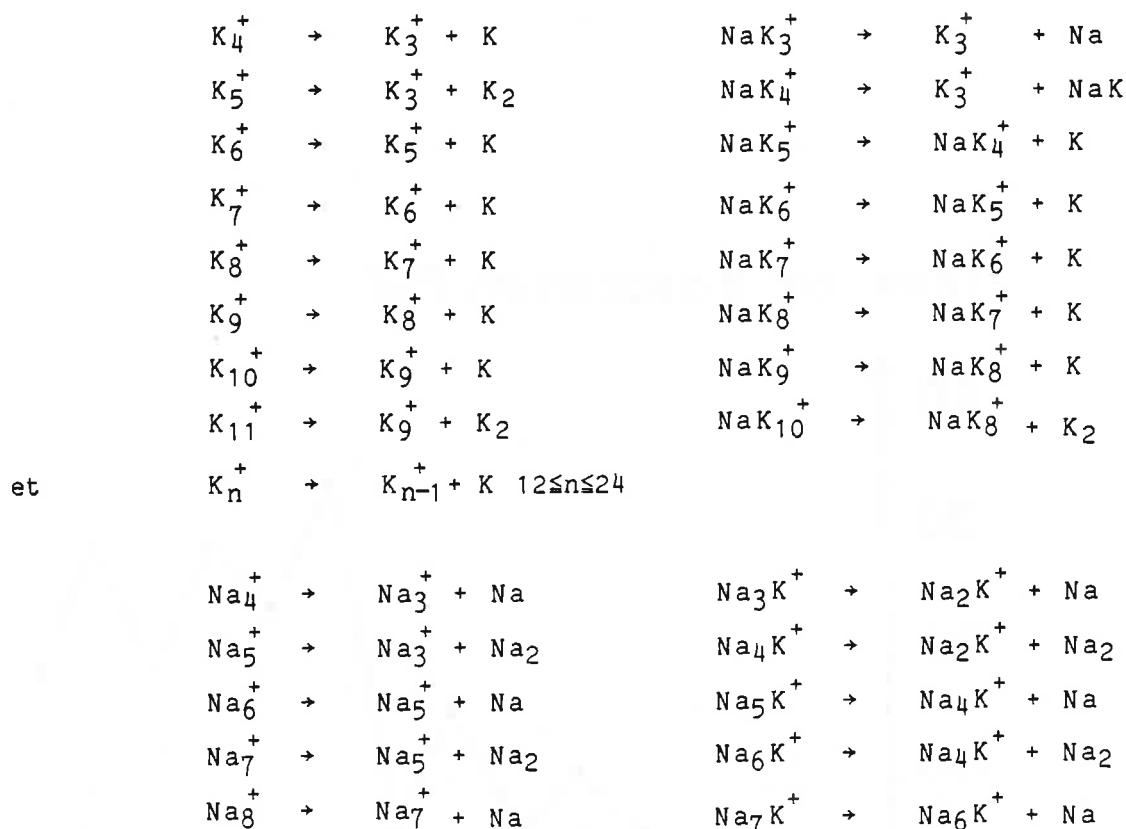 K₄⁺ → K₃⁺ + K NaK₃⁺ → K₃⁺ + Na
K₅⁺ → K₃⁺ + K₂ NaK₄⁺ → K₃⁺ + NaK
K₆⁺ → K₅⁺ + K NaK₅⁺ → NaK₄⁺ + K
K₇⁺ → K₆⁺ + K NaK₆⁺ → NaK₅⁺ + K
K₈⁺ → K₇⁺ + K NaK₇⁺ → NaK₆⁺ + K
K₉⁺ → K₈⁺ + K NaK₈⁺ → NaK₇⁺ + K
K₁₀⁺ → K₉⁺ + K NaK₉⁺ → NaK₈⁺ + K
K₁₁⁺ → K₉⁺ + K₂ NaK₁₀⁺ → NaK₈⁺ + K₂
et Kₙ⁺ → Kₙ₋₁⁺ + K 12≦n≦24
Na₄⁺ → Na₃⁺ + Na Na₃K⁺ → Na₂K⁺ + Na
Na₅⁺ → Na₃⁺ + Na₂ Na₄K⁺ → Na₂K⁺ + Na₂
Na₆⁺ → Na₅⁺ + Na Na₅K⁺ → Na₄K⁺ + Na
Na₇⁺ → Na₅⁺ + Na₂ Na₆K⁺ → Na₄K⁺ + Na₂
Na₈⁺ → Na₇⁺ + Na Na₇K⁺ → Na₆K⁺ + Na